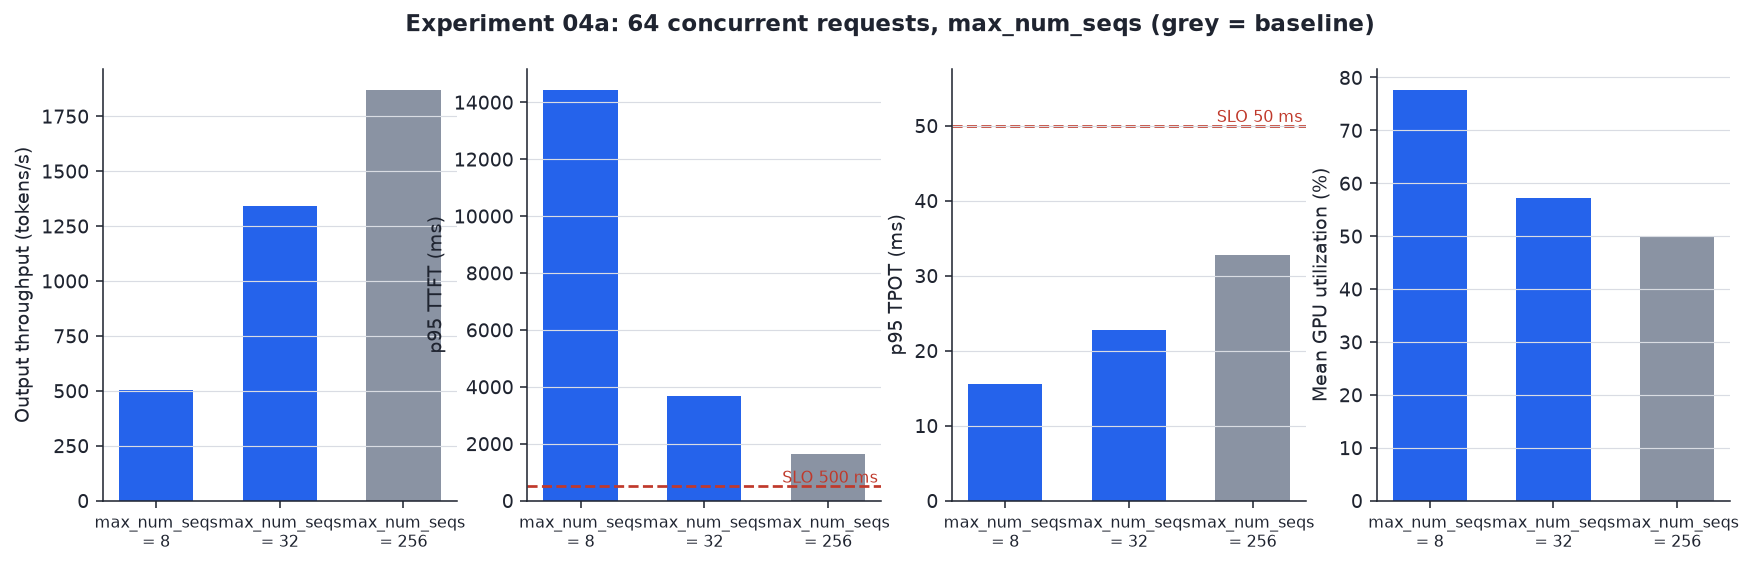 Experiment 04a: 64 concurrent requests, max_num_seqs (grey = baseline)
Output throughput (tokens/s)
1750
1500
1250
1000
750
500
250
0
max_num_seqs
= 8
max_num_seqs
= 32
max_num_seqs
= 256
p95 TTFT (ms)
14000
12000
10000
8000
6000
4000
2000
0
SLO 500 ms
max_num_seqs
= 8
max_num_seqs
= 32
max_num_seqs
= 256
p95 TPOT (ms)
50
40
30
20
10
0
SLO 50 ms
max_num_seqs
= 8
max_num_seqs
= 32
max_num_seqs
= 256
Mean GPU utilization (%)
80
70
60
50
40
30
20
10
0
max_num_seqs
= 8
max_num_seqs
= 32
max_num_seqs
= 256